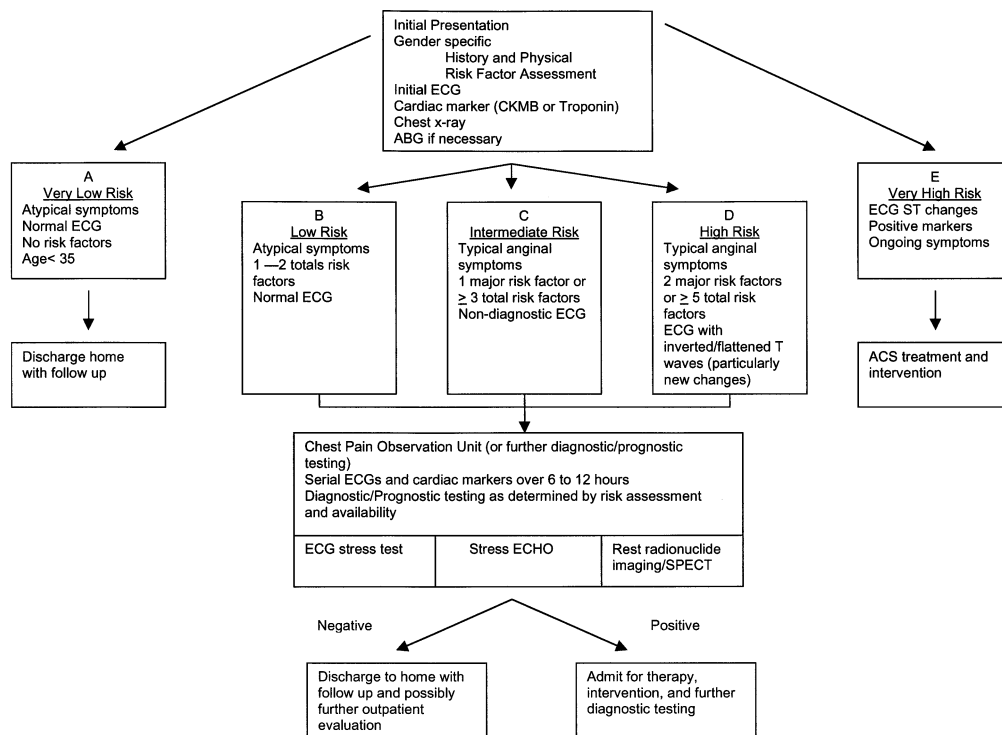 Initial Presentation
Gender specific
History and Physical
Risk Factor Assessment
Initial ECG
Cardiac marker (CKMB or Troponin)
Chest x-ray
ABG if necessary
A
Very Low Risk
Atypical symptoms
Normal ECG
No risk factors
Age< 35
B
Low Risk
Atypical symptoms
1 —2 totals risk
factors
Normal ECG
C
Intermediate Risk
Typical anginal
symptoms
1 major risk factor or
≥ 3 total risk factors
Non-diagnostic ECG
D
High Risk
Typical anginal
symptoms
2 major risk factors
or ≥ 5 total risk
factors
ECG with
inverted/flattened T
waves (particularly
new changes)
E
Very High Risk
ECG ST changes
Positive markers
Ongoing symptoms
Discharge home
with follow up
ACS treatment and
intervention
Chest Pain Observation Unit (or further diagnostic/prognostic
testing)
Serial ECGs and cardiac markers over 6 to 12 hours
Diagnostic/Prognostic testing as determined by risk assessment
and availability
ECG stress test
Stress ECHO
Rest radionuclide
imaging/SPECT
Negative
Positive
Discharge to home with
follow up and possibly
further outpatient
evaluation
Admit for therapy,
intervention, and further
diagnostic testing